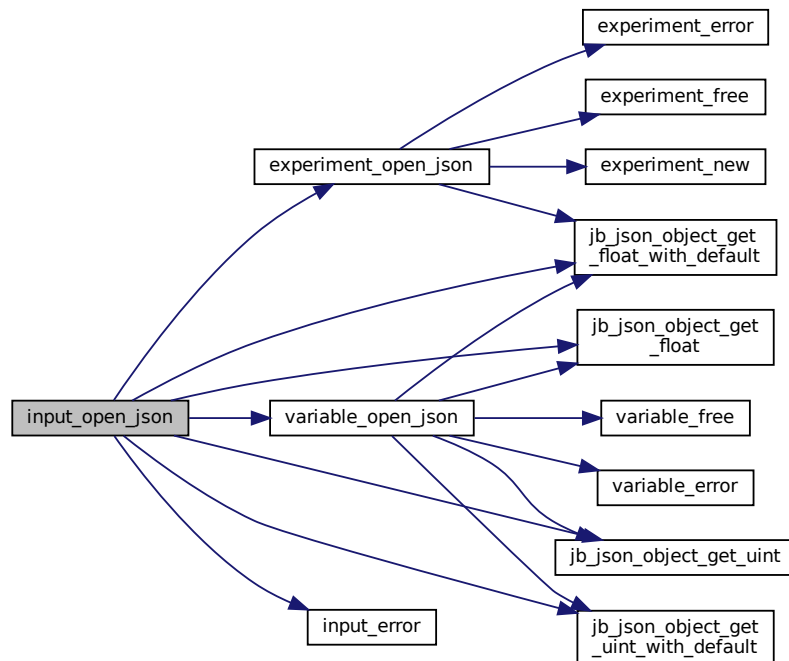 experiment_error
experiment_free
experiment_open_json
experiment_new
jb_json_object_get
_float_with_default
jb_json_object_get
_float
input_open_json
variable_open_json
variable_free
variable_error
jb_json_object_get_uint
input_error
jb_json_object_get
_uint_with_default